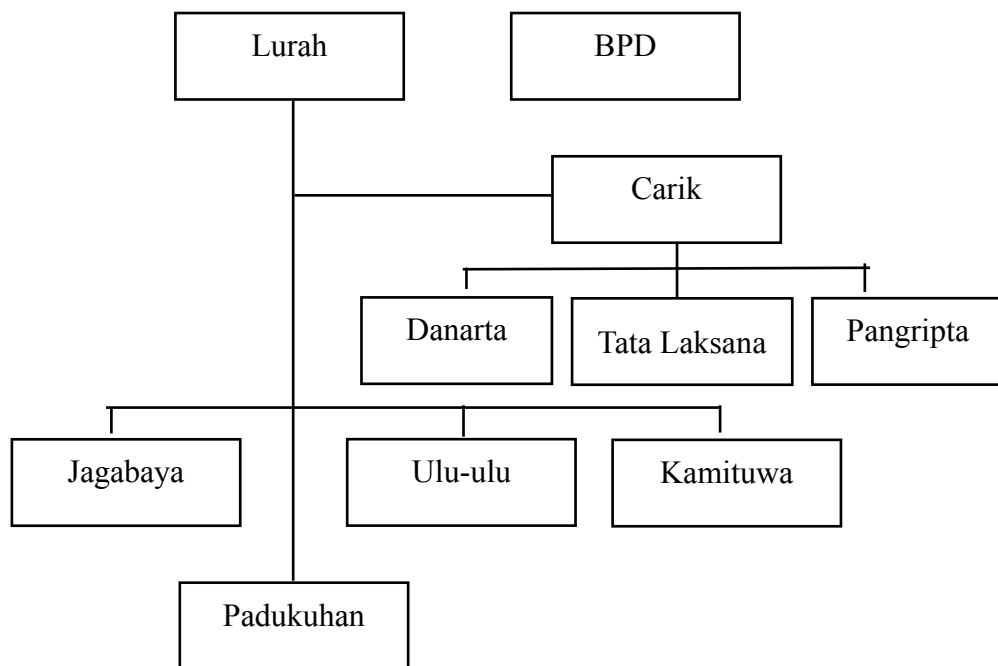 Lurah
BPD
Carik
Danarta
Tata Laksana
Pangripta
Jagabaya
Ulu-ulu
Kamituwa
Padukuhan